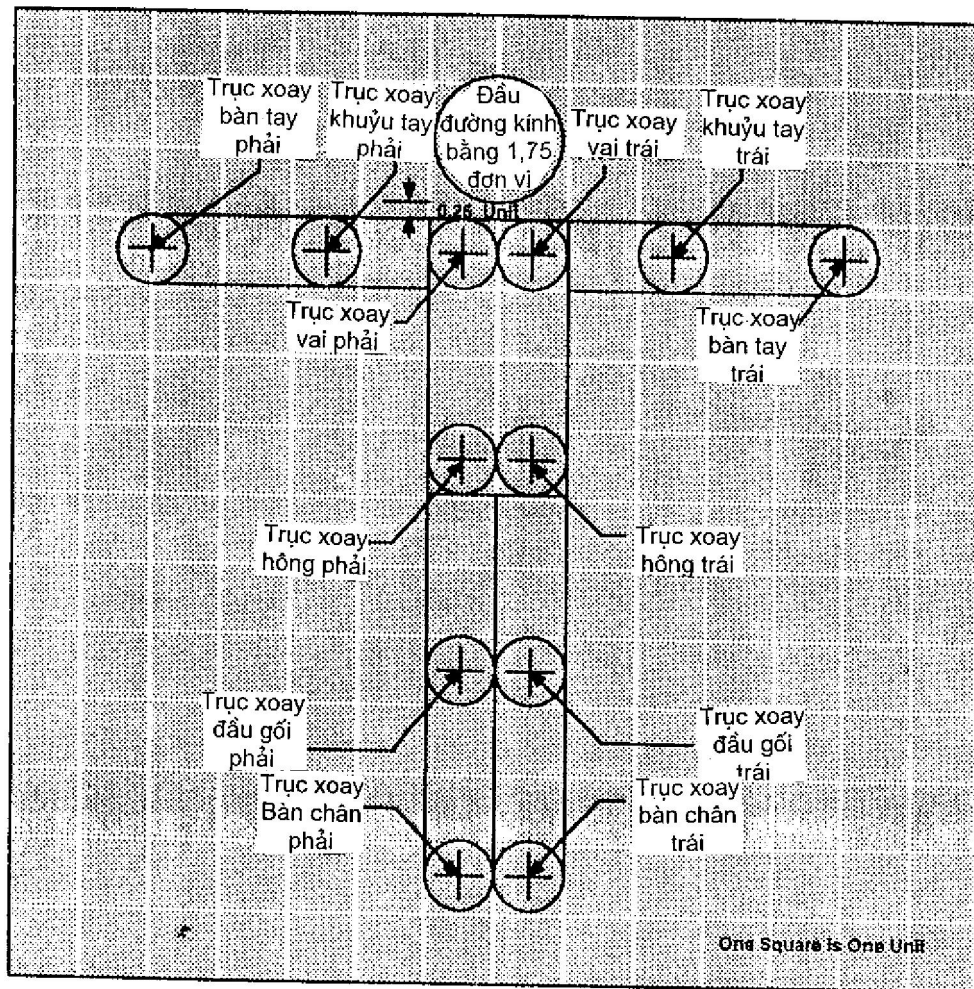 Trục xoay
bàn tay
phải
Trục xoay
khuỷu tay
phải
Đầu
đường kính
bằng 1,75
đơn vị
Trục xoay
vai trái
Trục xoay
khuỷu tay
trái
0.25 Unit
Trục xoay
vai phải
Trục xoay
bàn tay
trái
Trục xoay
hông phải
Trục xoay
hông trái
Trục xoay
đầu gối
phải
Trục xoay
đầu gối
trái
Trục xoay
Bàn chân
phải
Trục xoay
bàn chân
trái
One Square is One Unit